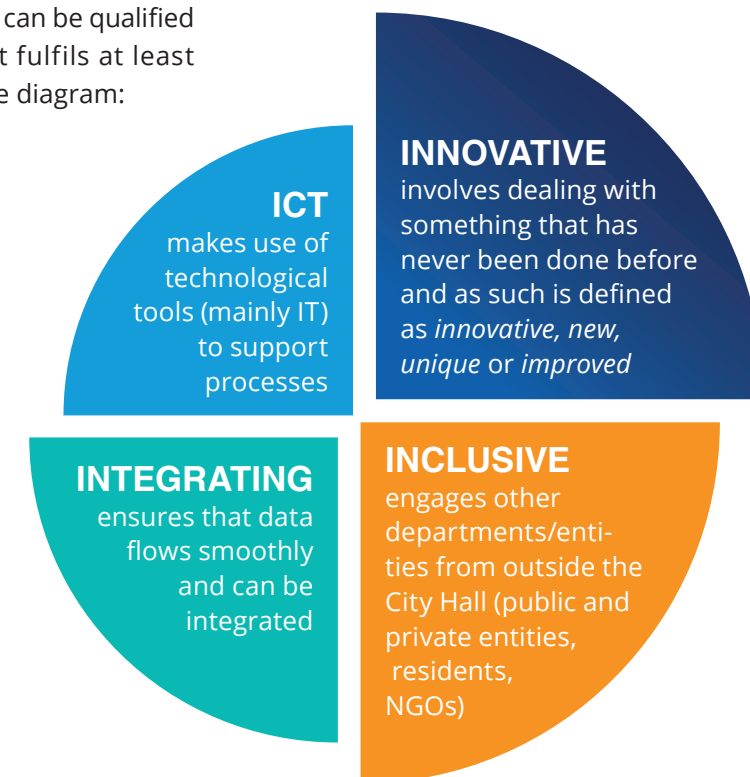 can be qualified
t fulfils at least
e diagram:
ICT
makes use of
technological
tools (mainly IT)
to support
processes
INNOVATIVE
involves dealing with
something that has
never been done before
and as such is defined
as innovative, new,
unique or improved
INTEGRATING
ensures that data
flows smoothly
and can be
integrated
INCLUSIVE
engages other
departments/enti-
ties from outside the
City Hall (public and
private entities,
residents,
NGOs)